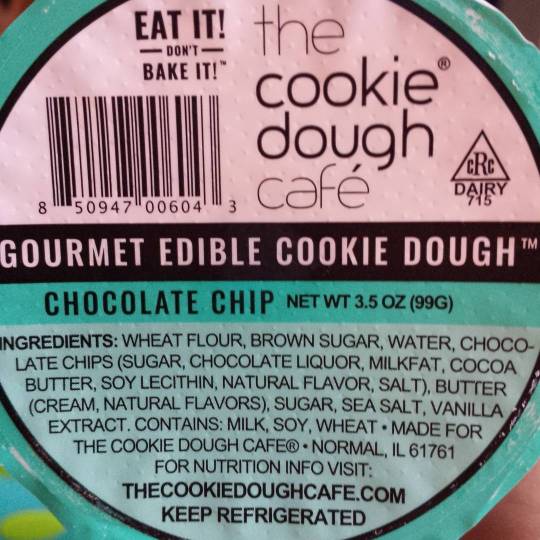 EAT IT!
DON'T
BAKE IT!™
the
cookie®
dough
café
8 50947 00604 3
cRc
DAIRY
715
GOURMET EDIBLE COOKIE DOUGH™
CHOCOLATE CHIP NET WT 3.5 OZ (99G)
INGREDIENTS: WHEAT FLOUR, BROWN SUGAR, WATER, CHOCO-
LATE CHIPS (SUGAR, CHOCOLATE LIQUOR, MILKFAT, COCOA
BUTTER, SOY LECITHIN, NATURAL FLAVOR, SALT), BUTTER
(CREAM, NATURAL FLAVORS), SUGAR, SEA SALT, VANILLA
EXTRACT. CONTAINS: MILK, SOY, WHEAT • MADE FOR
THE COOKIE DOUGH CAFE® • NORMAL, IL 61761
FOR NUTRITION INFO VISIT:
THECOOKIEDOUGHCAFE.COM
KEEP REFRIGERATED